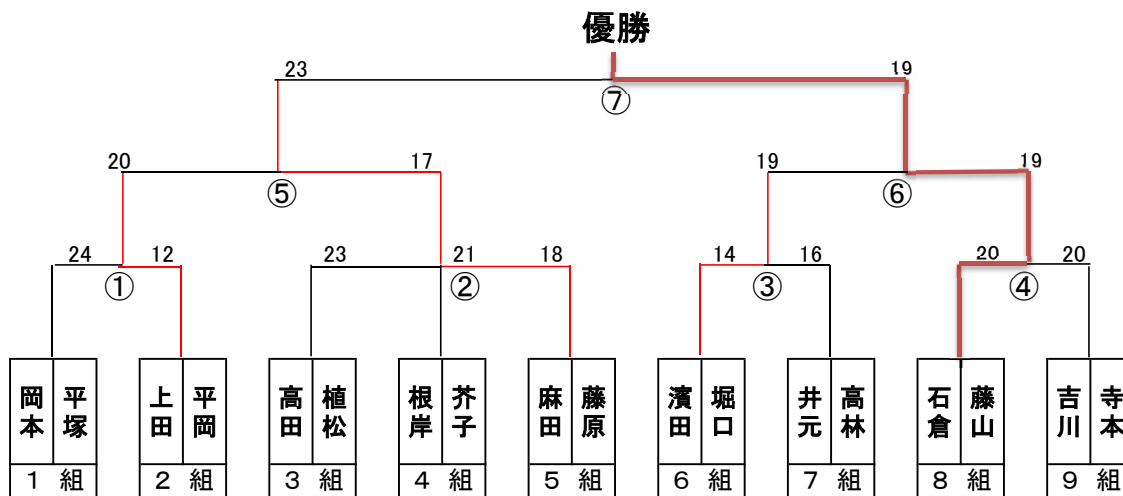 優勝
23 19
⑦
20 17 19 19
⑤ ⑥
24 12 23 21 18 14 16 20 20
① ② ③ ④
岡本 平塚 上田 平岡 高田 植松 根岸 芥子 麻田 藤原 濱田 堀口 井元 高林 石倉 藤山 吉川 寺本
1 組 2 組 3 組 4 組 5 組 6 組 7 組 8 組 9 組